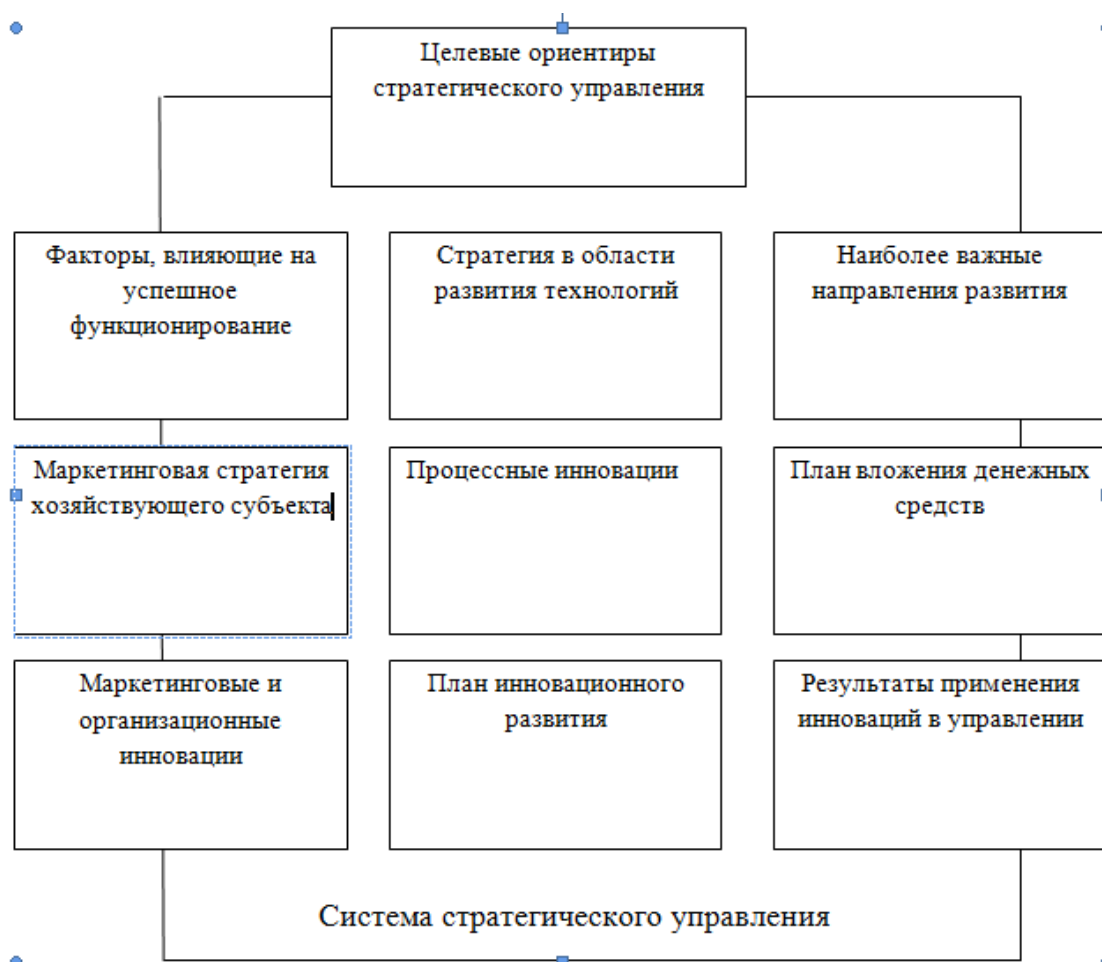 Целевые ориентиры
стратегического управления
Факторы, влияющие на
успешное
функционирование
Стратегия в области
развития технологий
Наиболее важные
направления развития
Маркетинговая стратегия
хозяйствующего субъекта
Процессные инновации
План вложения денежных
средств
Маркетинговые и
организационные
инновации
План инновационного
развития
Результаты применения
инноваций в управлении
Система стратегического управления